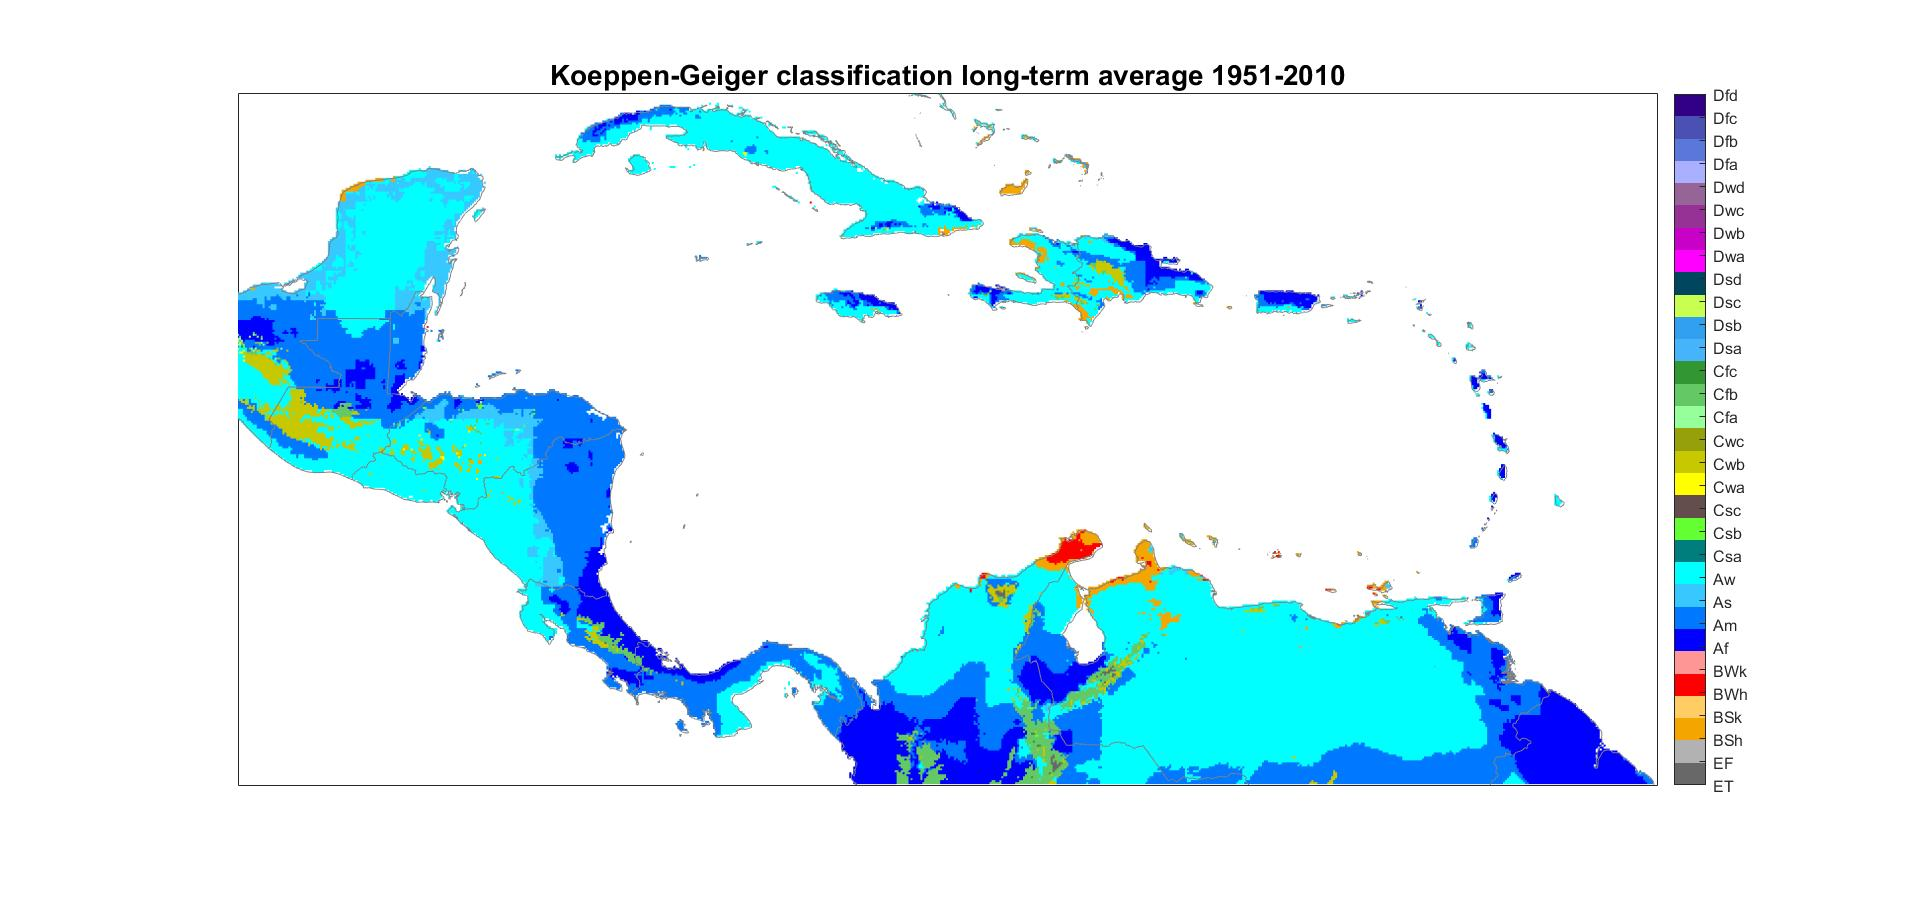 Koeppen-Geiger classification long-term average 1951-2010
Dfd
Dfc
Dfb
Dfa
Dwd
Dwc
Dwb
Dwa
Dsd
Dsc
Dsb
Dsa
Cfc
Cfb
Cfa
Cwc
Cwb
Cwa
Csc
Csb
Csa
Aw
As
Am
Af
BWk
BWh
BSk
BSh
EF
ET